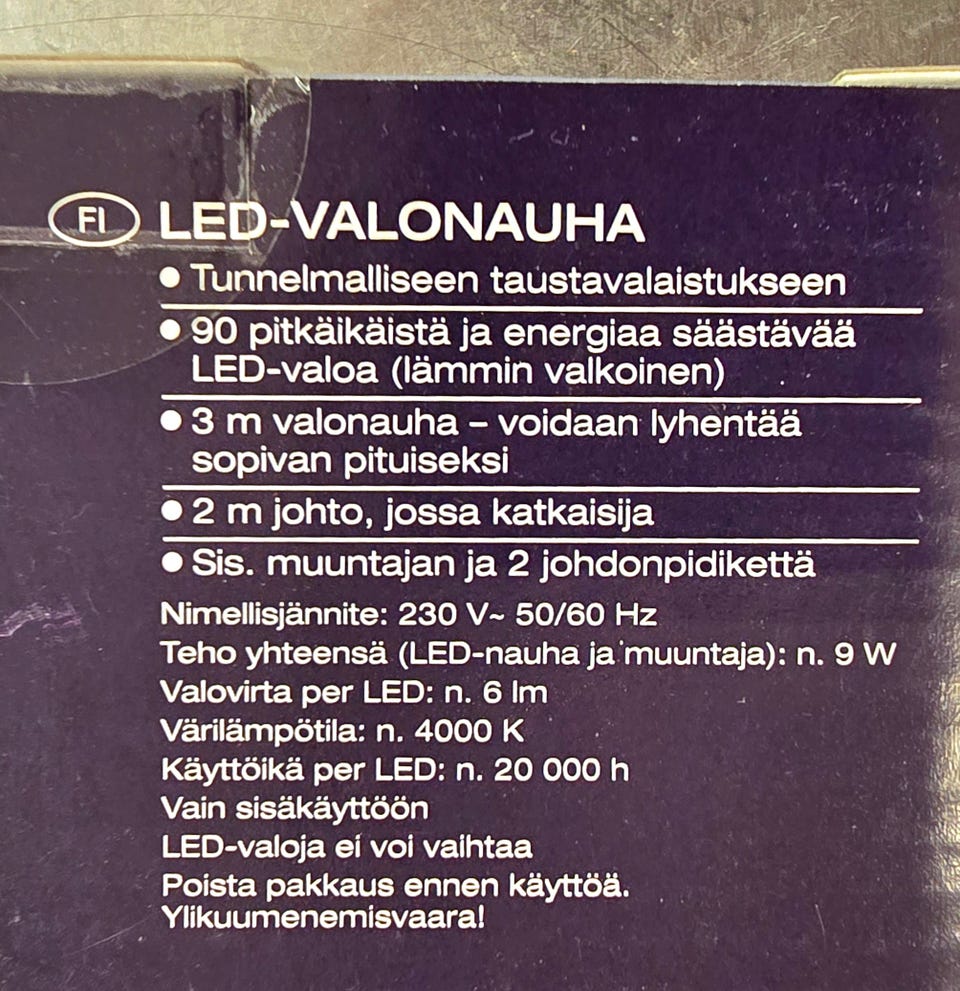 FI LED-VALONAUHA
• Tunnelmalliseen taustavalaistukseen
• 90 pitkäikäistä ja energiaa säästävää
LED-valoa (lämmin valkoinen)
• 3 m valonauha – voidaan lyhentää
sopivan pituiseksi
• 2 m johto, jossa katkaisija
• Sis. muuntajan ja 2 johdonpidikettä
Nimellisjännite: 230 V~ 50/60 Hz
Teho yhteensä (LED-nauha ja muuntaja): n. 9 W
Valovirta per LED: n. 6 lm
Värilämpötila: n. 4000 K
Käyttöikä per LED: n. 20 000 h
Vain sisäkäyttöön
LED-valoja ei voi vaihtaa
Poista pakkaus ennen käyttöä.
Ylikuumenemisvaara!